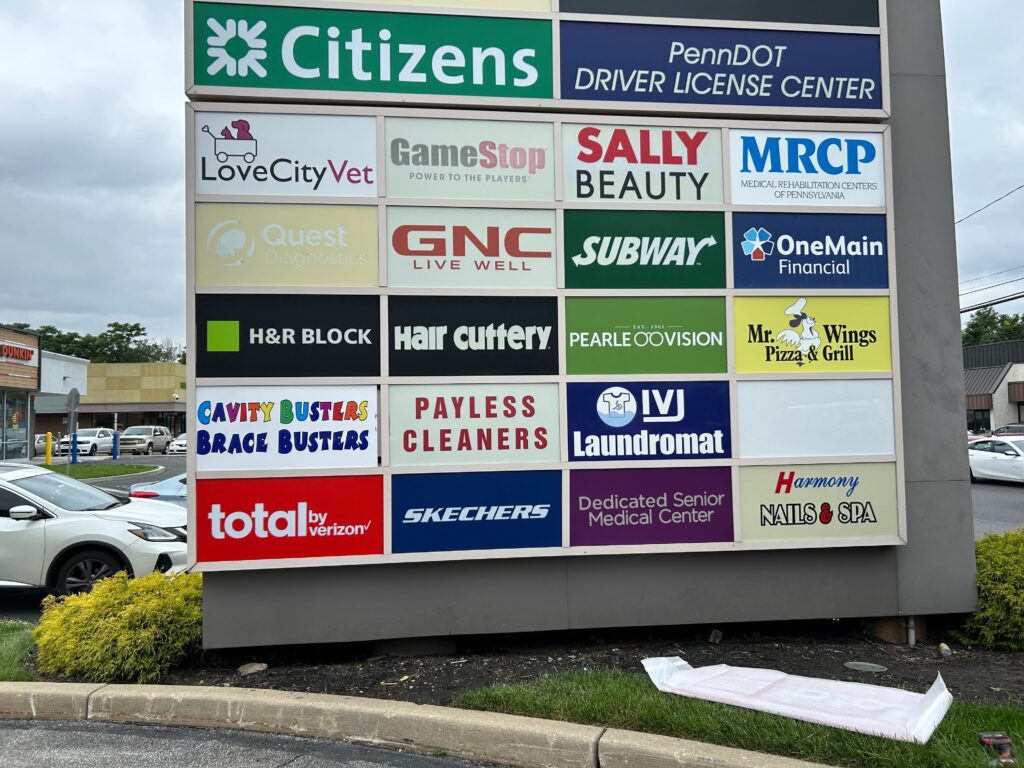 Citizens
PennDOT
DRIVER LICENSE CENTER
LoveCityVet
GameStop
POWER TO THE PLAYERS
SALLY
BEAUTY
MRCP
MEDICAL REHABILITATION CENTERS
OF PENNSYLVANIA
Quest
Diagnostics
GNC
LIVE WELL
SUBWAY
OneMain
Financial
H&R BLOCK
Hair cuttery
EST. 1961
PEARLE VISION
Mr. Wings
Pizza & Grill
CAVITY BUSTERS
BRACE BUSTERS
PAYLESS
CLEANERS
LVJ
Laundromat
total by
verizon
SKECHERS
Dedicated Senior
Medical Center
Harmony
NAILS & SPA
DUNKIN'